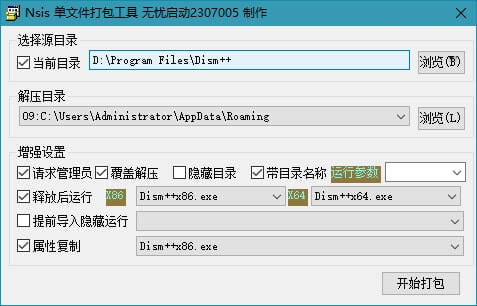 Nsis 单文件打包工具 无忧启动2307005 制作
选择源目录
当前目录 D:\Program Files\Dism++ 浏览(B)
解压目录
09:C:\Users\Administrator\AppData\Roaming 浏览(L)
增强设置
请求管理员 覆盖解压 隐藏目录 带目录名称 运行参数
释放后运行 X86 Dism++x86.exe X64 Dism++x64.exe
提前导入隐藏运行
属性复制 Dism++x86.exe
开始打包